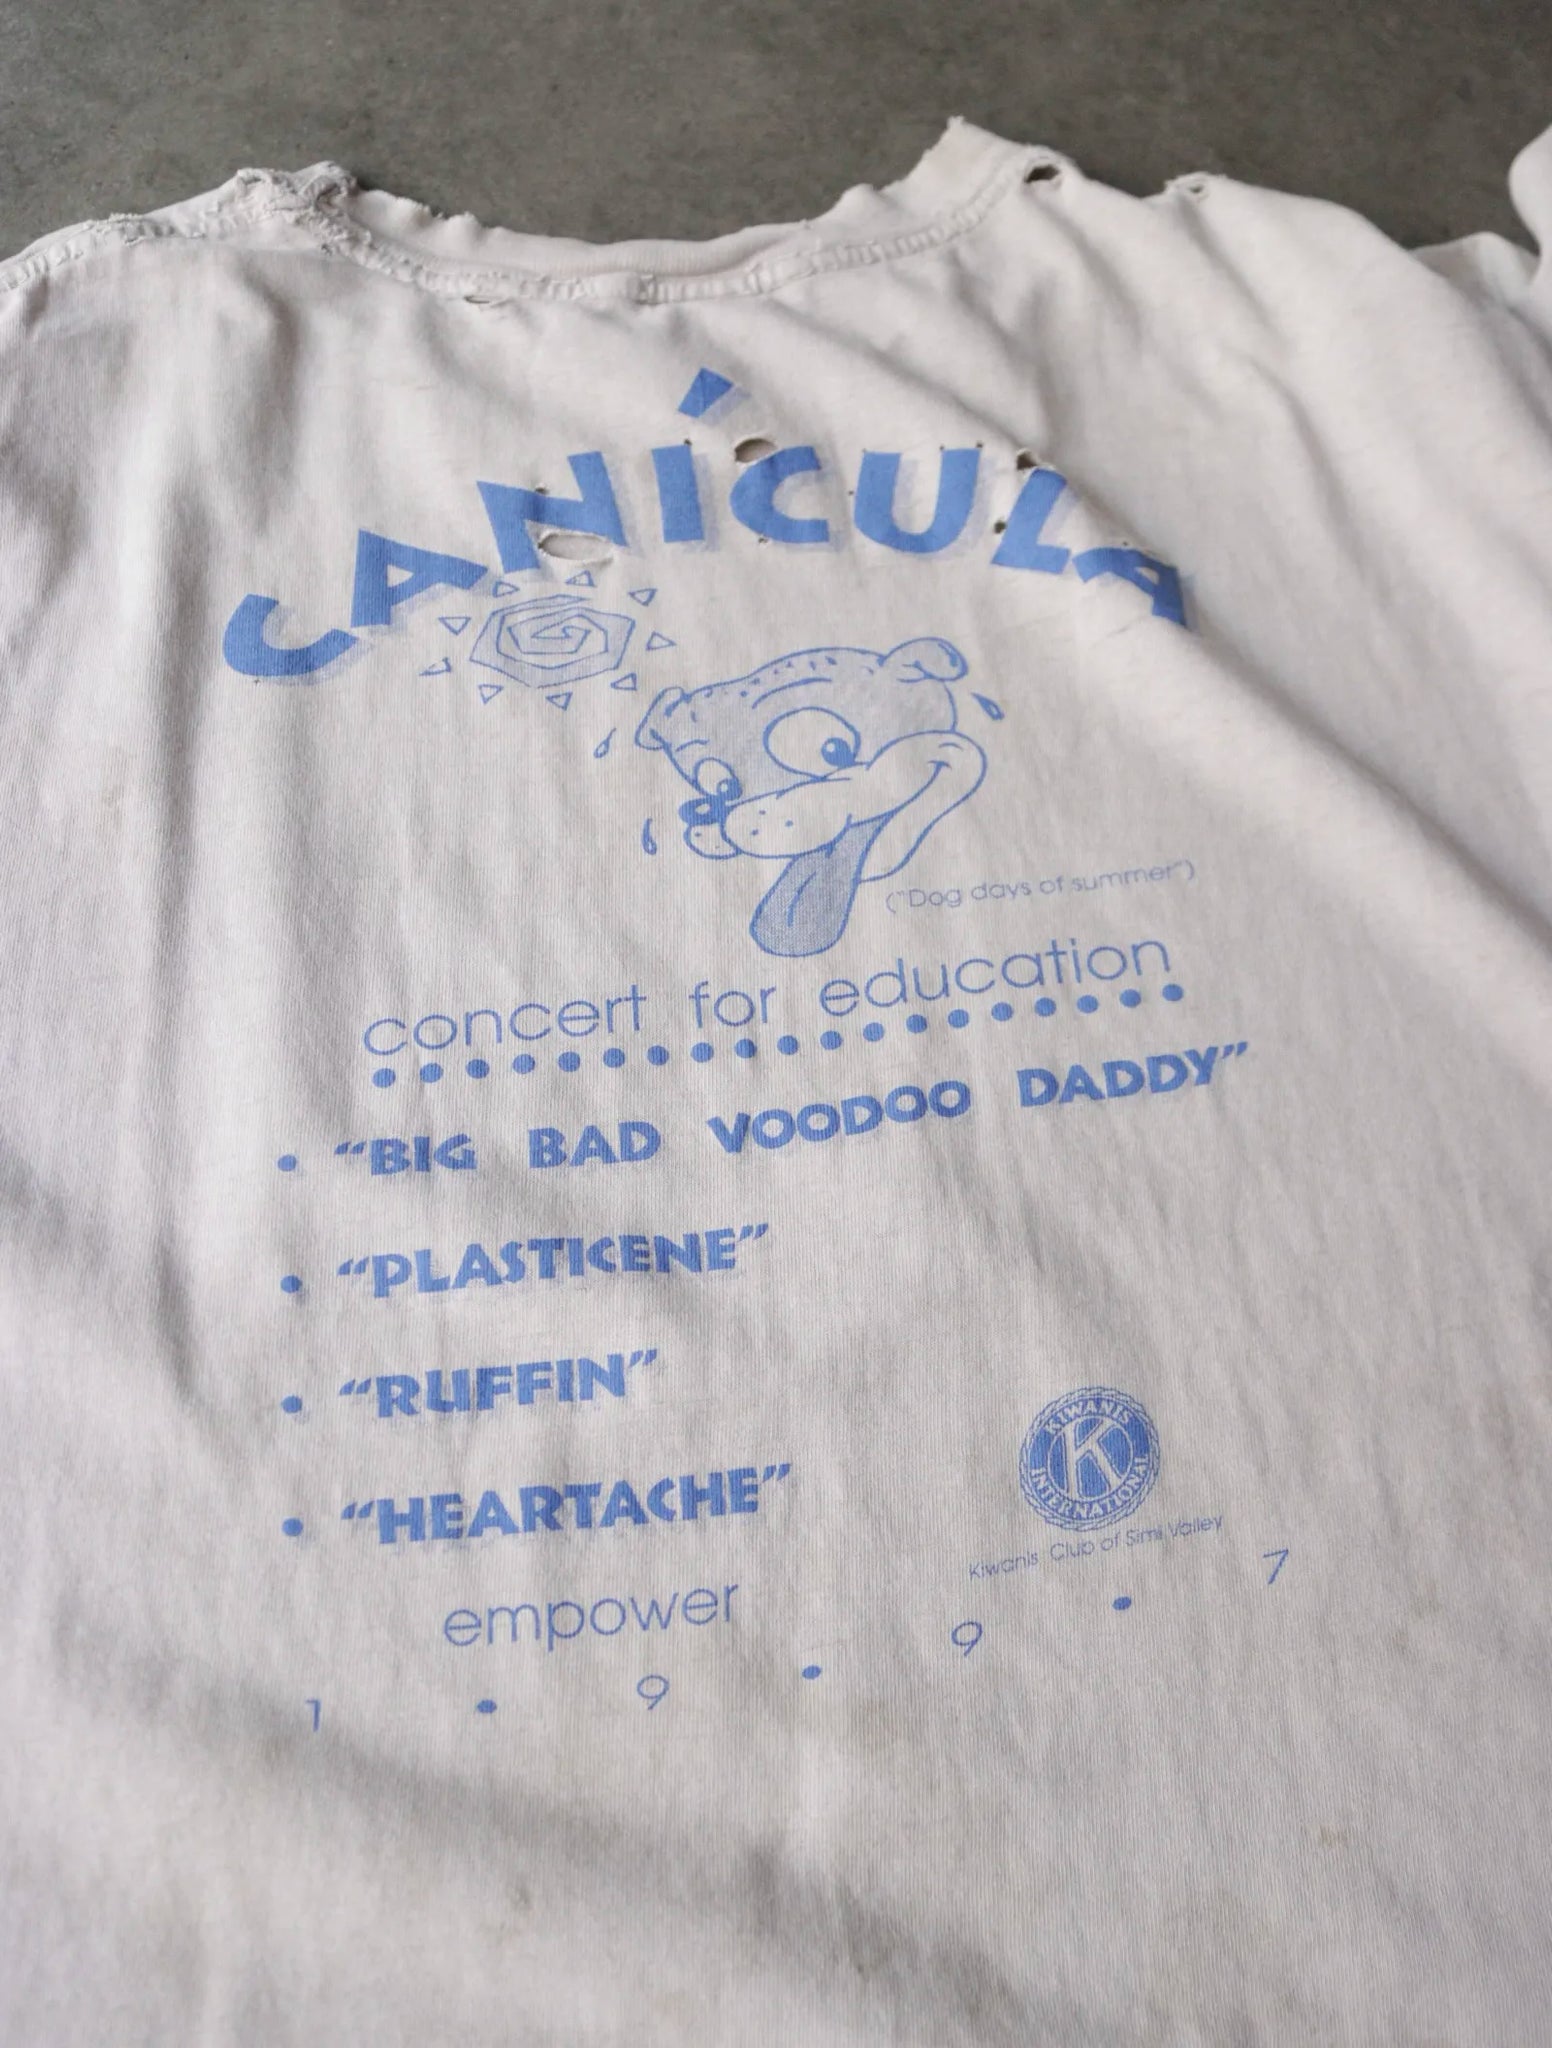 CANÍCULA
("Dog days of summer")
concert for education
• "BIG BAD VOODOO DADDY"
• "PLASTICENE"
• "RUFFIN"
• "HEARTACHE"
KIWANIS
K
INTERNATIONAL
Kiwanis Club of Simi Valley
empower
1 • 9 • 9 • 7